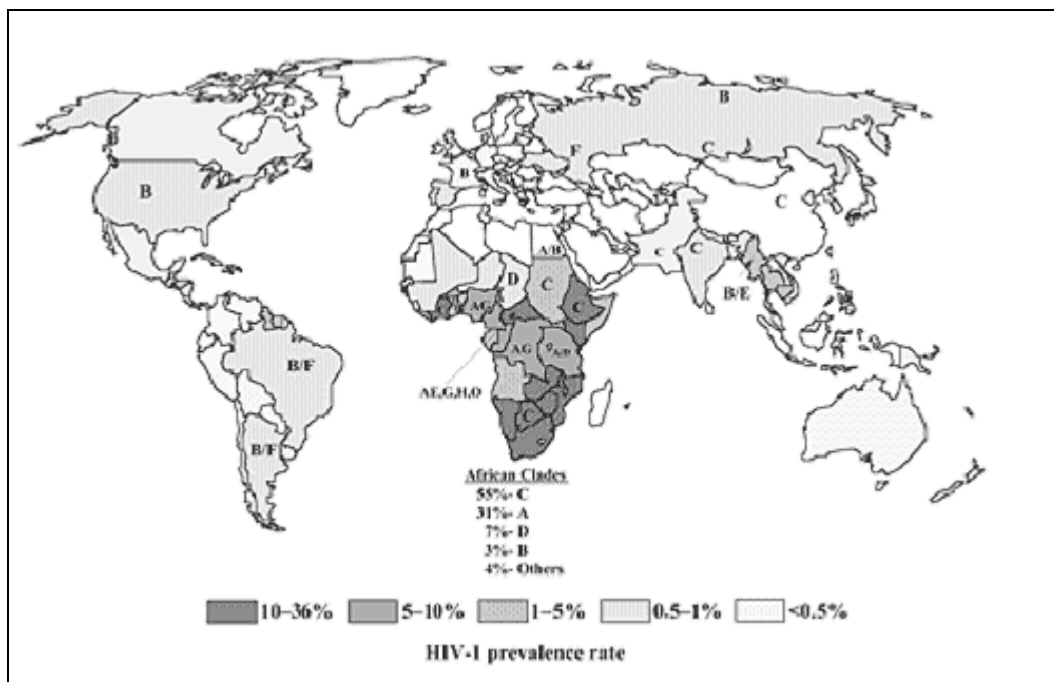 B
B
C
F
B
B
C
C
C
A/B
D
C
B/E
C
A,G
B/F
AE,G,H,O
C
B/F
African Clades
55%- C
31%- A
7%- D
3%- B
4%- Others
10–36%
5–10%
1–5%
0.5–1%
<0.5%
HIV-1 prevalence rate